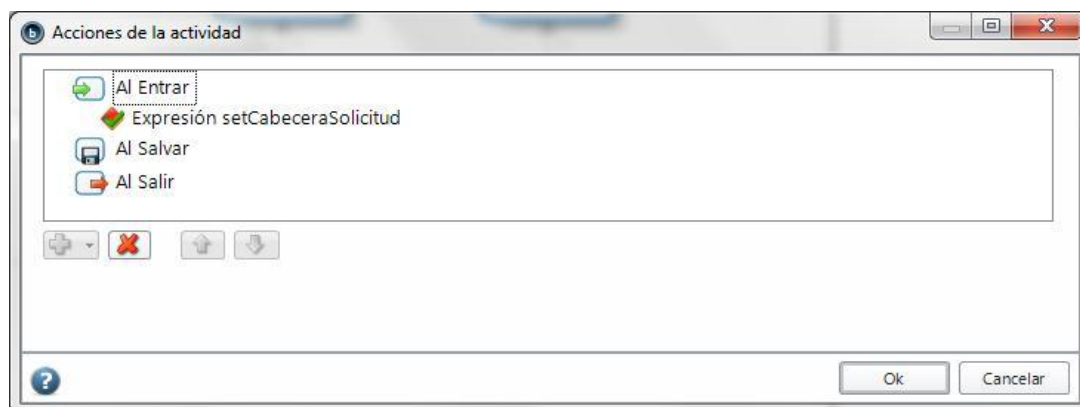 Acciones de la actividad
Al Entrar
Expresión setCabeceraSolicitud
Al Salvar
Al Salir
Ok
Cancelar